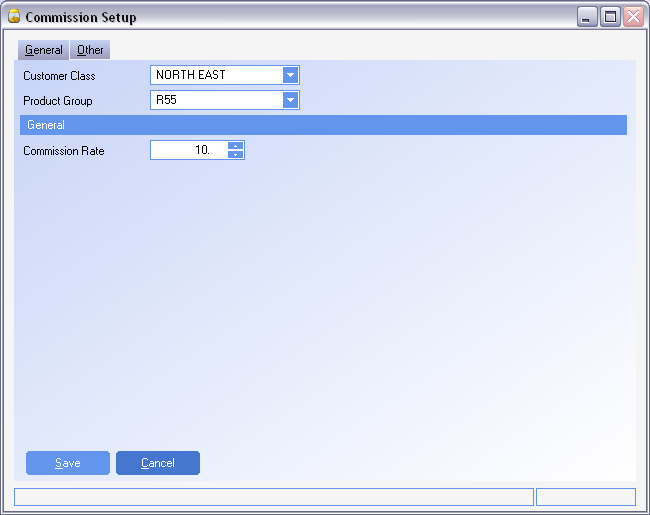 Commission Setup
General Other
Customer Class NORTH EAST
Product Group R55
General
Commission Rate 10.
Save Cancel